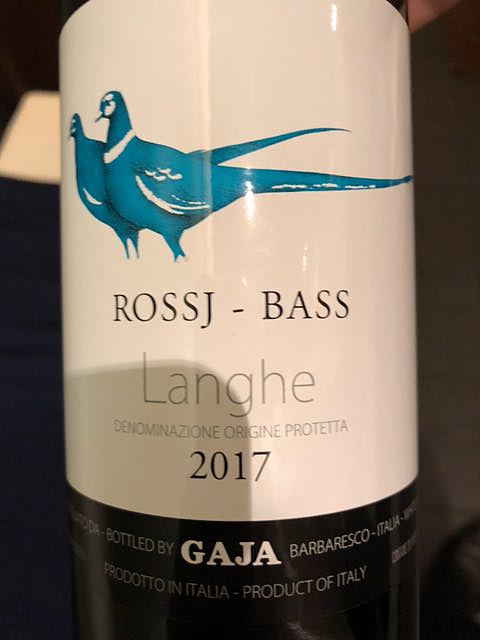 ROSSJ - BASS
Langhe
DENOMINAZIONE ORIGINE PROTETTA
2017
BOTTLED BY GAJA BARBARESCO - ITALIA -
PRODOTTO IN ITALIA - PRODUCT OF ITALY